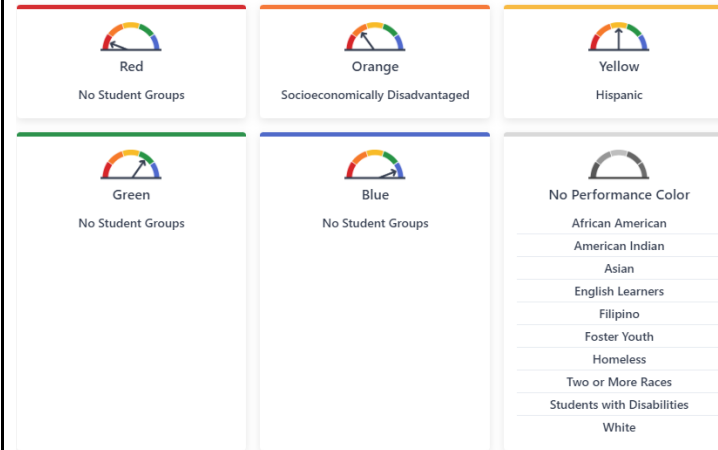 Red
No Student Groups
Orange
Socioeconomically Disadvantaged
Yellow
Hispanic
Green
No Student Groups
Blue
No Student Groups
No Performance Color
African American
American Indian
Asian
English Learners
Filipino
Foster Youth
Homeless
Two or More Races
Students with Disabilities
White